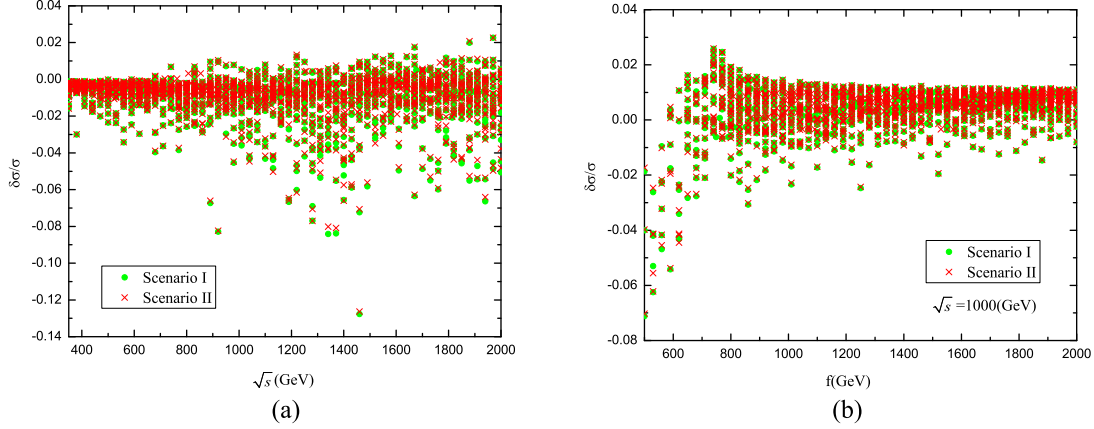 0.04
0.02
0.00
-0.02
-0.04
-0.06
-0.08
-0.10
-0.12
-0.14
δσ/σ
Scenario I
Scenario II
400 600 800 1000 1200 1400 1600 1800 2000
√s (GeV)
(a)
0.04
0.02
0.00
-0.02
-0.04
-0.06
-0.08
δσ/σ
Scenario I
Scenario II
√s =1000(GeV)
600 800 1000 1200 1400 1600 1800 2000
f(GeV)
(b)